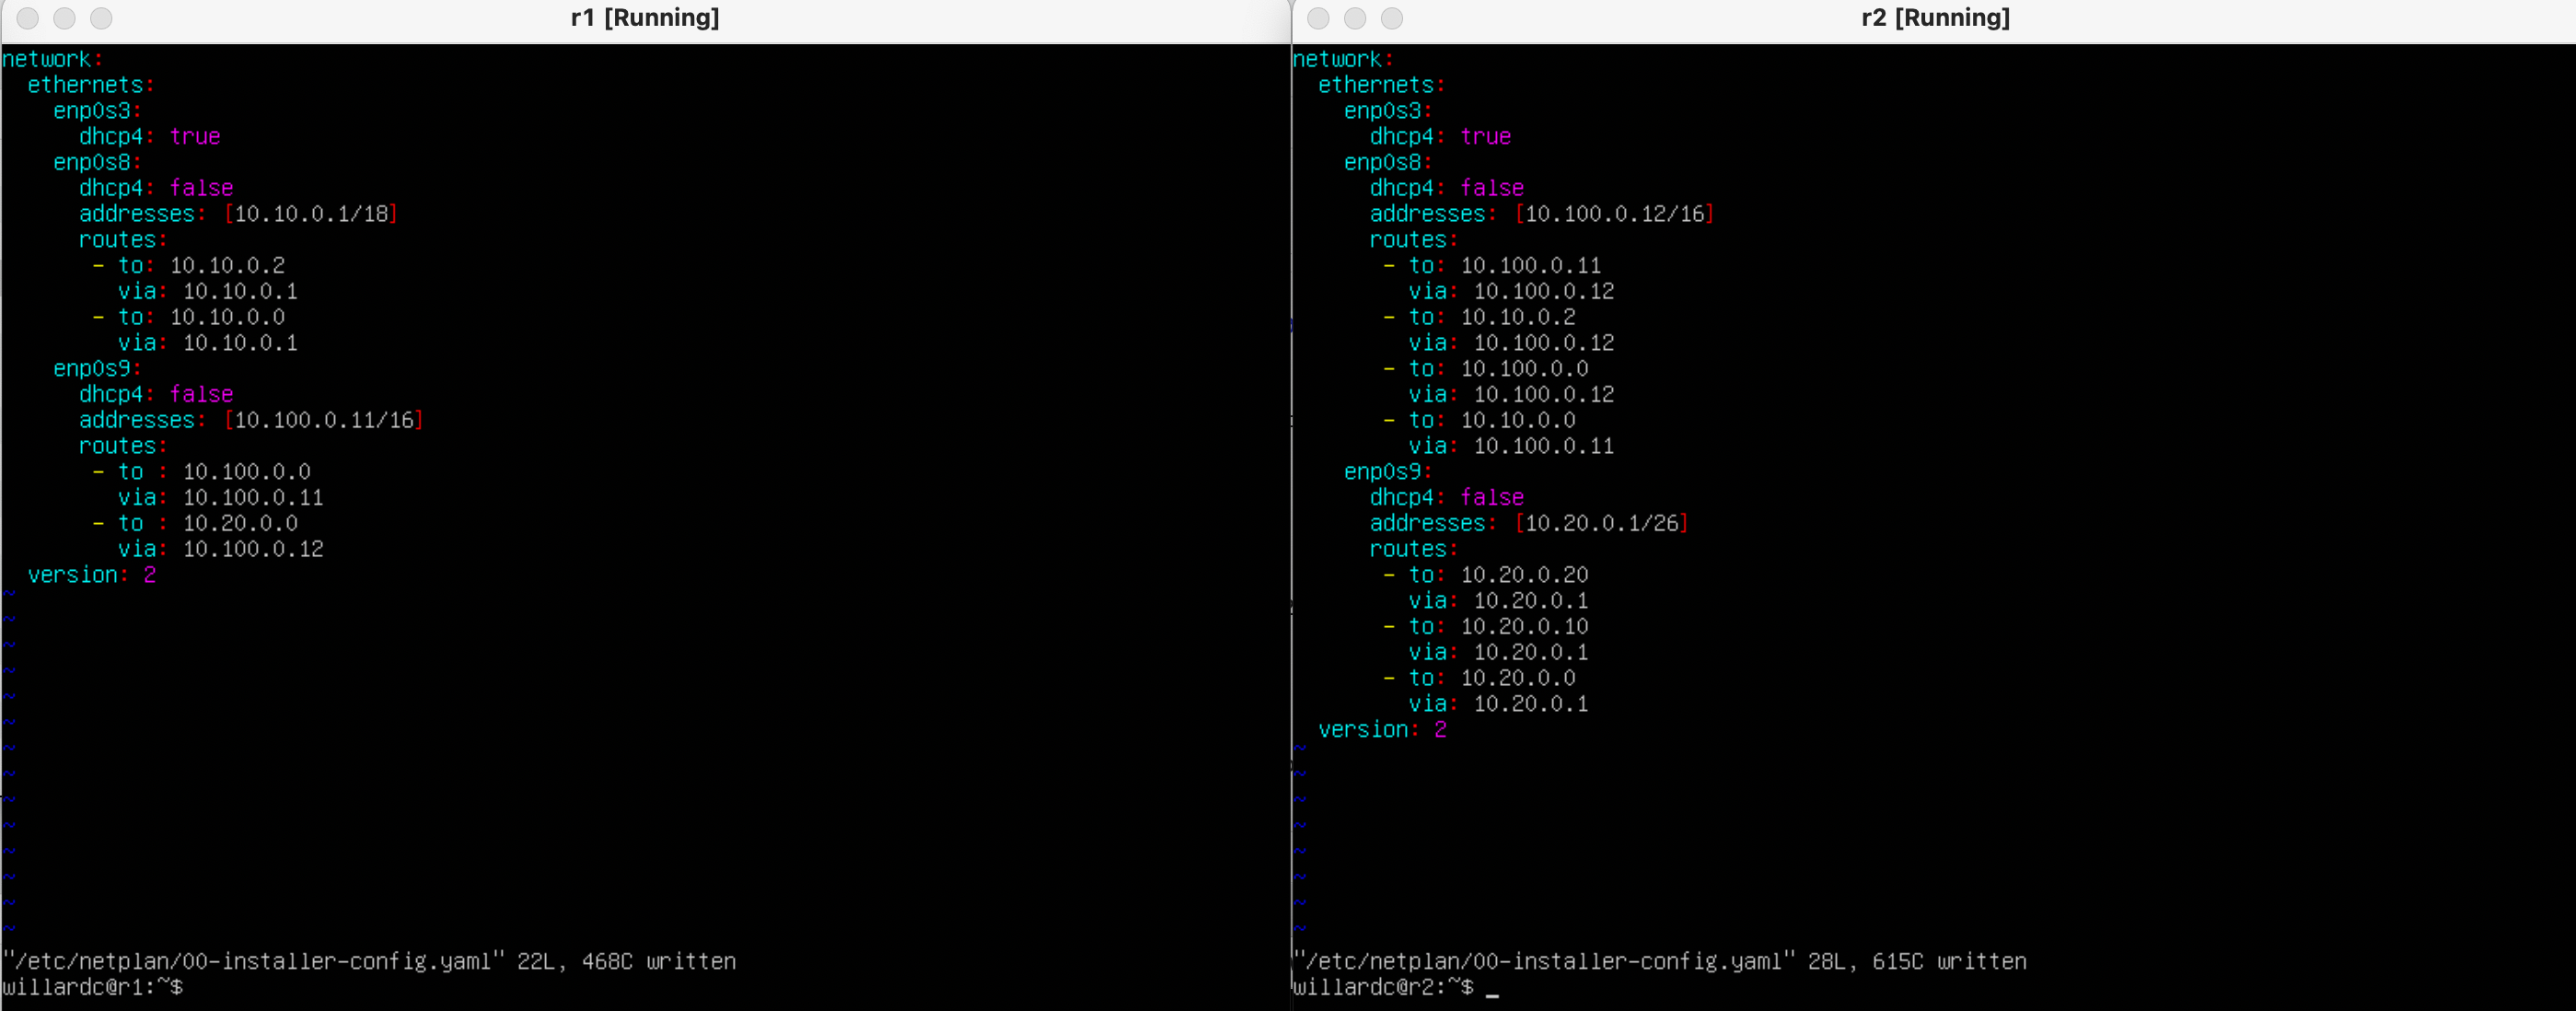 r1 [Running]
network:
  ethernets:
    enp0s3:
      dhcp4: true
    enp0s8:
      dhcp4: false
      addresses: [10.10.0.1/18]
      routes:
       - to: 10.10.0.2
         via: 10.10.0.1
       - to: 10.10.0.0
         via: 10.10.0.1
    enp0s9:
      dhcp4: false
      addresses: [10.100.0.11/16]
      routes:
       - to : 10.100.0.0
         via: 10.100.0.11
       - to : 10.20.0.0
         via: 10.100.0.12
  version: 2
~
~
~
~
~
~
~
~
~
~
~
~
~
~
"/etc/netplan/00-installer-config.yaml" 22L, 468C written
willardc@r1:~$
r2 [Running]
network:
  ethernets:
    enp0s3:
      dhcp4: true
    enp0s8:
      dhcp4: false
      addresses: [10.100.0.12/16]
      routes:
       - to: 10.100.0.11
         via: 10.100.0.12
       - to: 10.10.0.2
         via: 10.100.0.12
       - to: 10.100.0.0
         via: 10.100.0.12
       - to: 10.10.0.0
         via: 10.100.0.11
    enp0s9:
      dhcp4: false
      addresses: [10.20.0.1/26]
      routes:
       - to: 10.20.0.20
         via: 10.20.0.1
       - to: 10.20.0.10
         via: 10.20.0.1
       - to: 10.20.0.0
         via: 10.20.0.1
  version: 2
~
~
~
~
~
~
~
~
"/etc/netplan/00-installer-config.yaml" 28L, 615C written
willardc@r2:~$ _